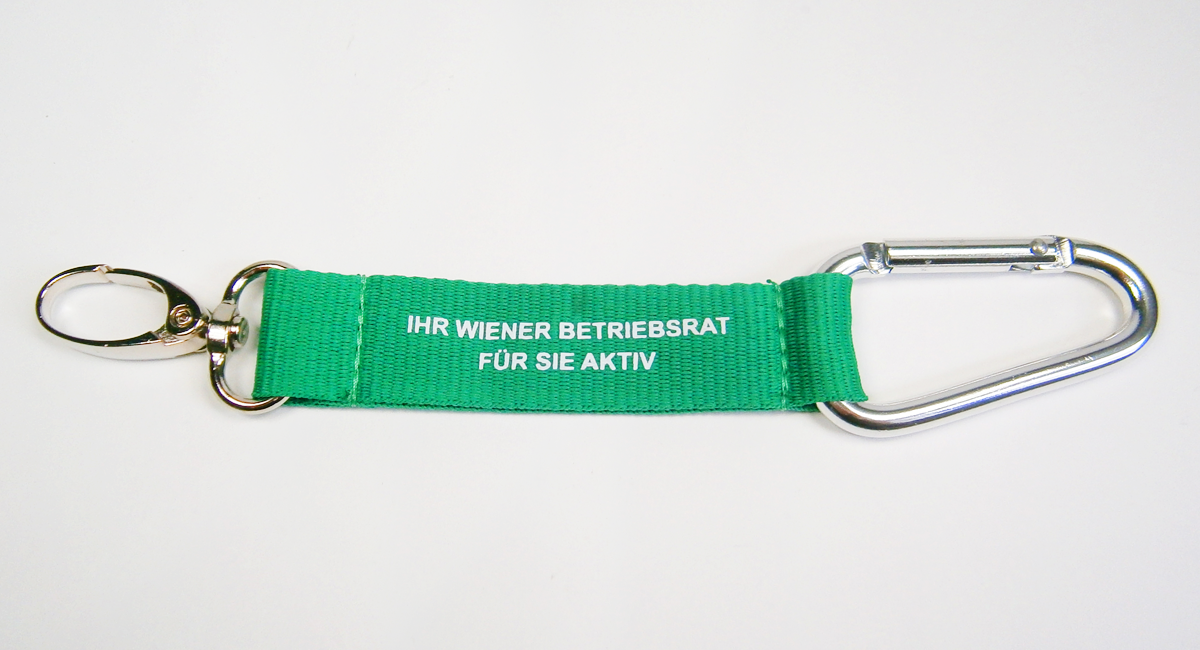 IHR WIENER BETRIEBSRAT
FÜR SIE AKTIV